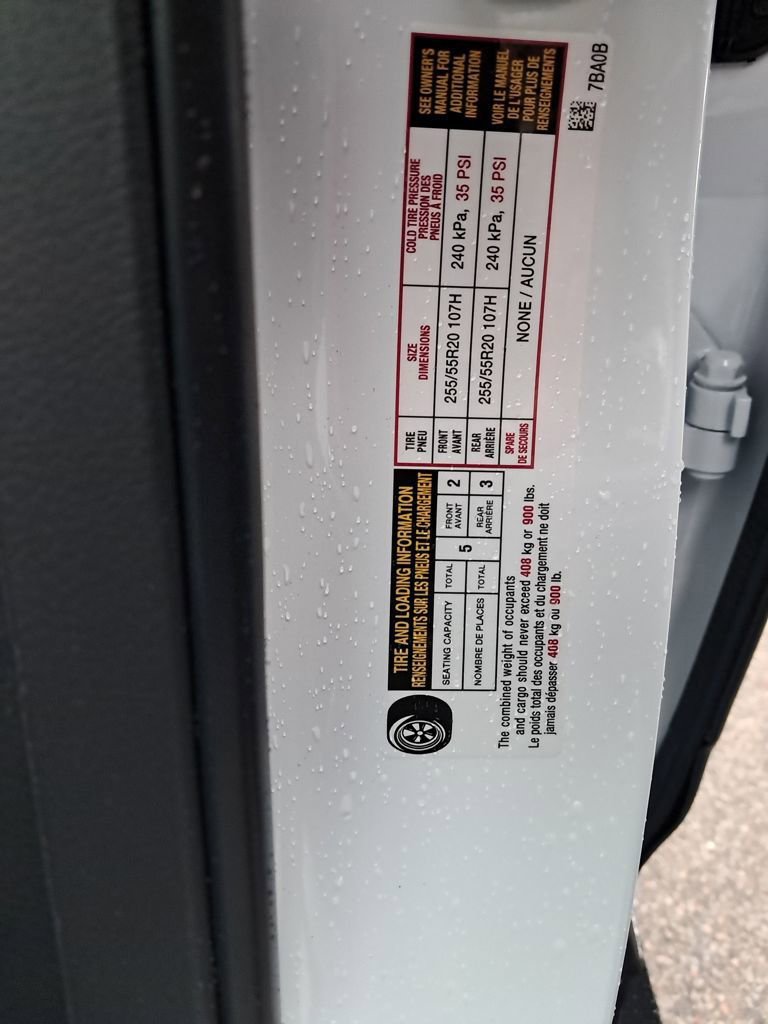 TIRE AND LOADING INFORMATION
RENSEIGNEMENTS SUR LES PNEUS ET LE CHARGEMENT
SEATING CAPACITY TOTAL 5 FRONT AVANT 2
NOMBRE DE PLACES TOTAL REAR ARRIÈRE 3
The combined weight of occupants
and cargo should never exceed 408 kg or 900 lbs.
Le poids total des occupants et du chargement ne doit
jamais dépasser 408 kg ou 900 lb.
TIRE
PNEU
SIZE
DIMENSIONS
COLD TIRE PRESSURE
PRESSION DES
PNEUS À FROID
FRONT
AVANT
255/55R20 107H
240 kPa, 35 PSI
REAR
ARRIÈRE
255/55R20 107H
240 kPa, 35 PSI
SPARE
DE SECOURS
NONE / AUCUN
SEE OWNER'S
MANUAL FOR
ADDITIONAL
INFORMATION
VOIR LE MANUEL
DE L'USAGER
POUR PLUS DE
RENSEIGNEMENTS
7BA0B